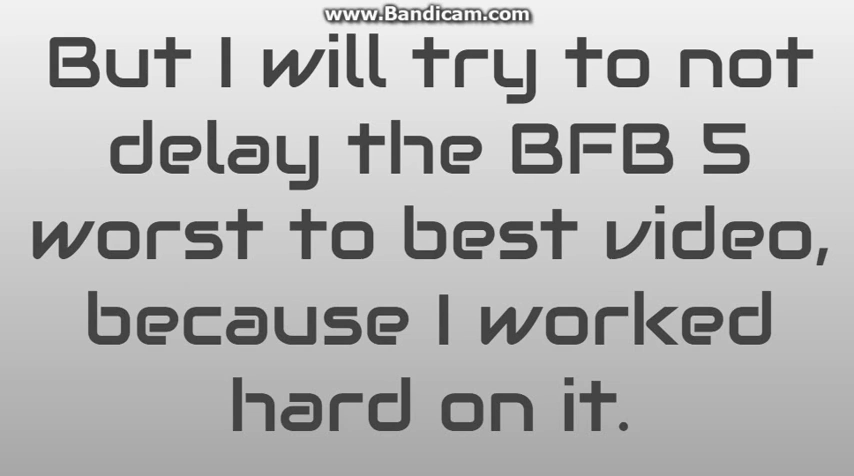 www.Bandicam.com
But I will try to not
delay the BFB 5
worst to best video,
because I worked
hard on it.